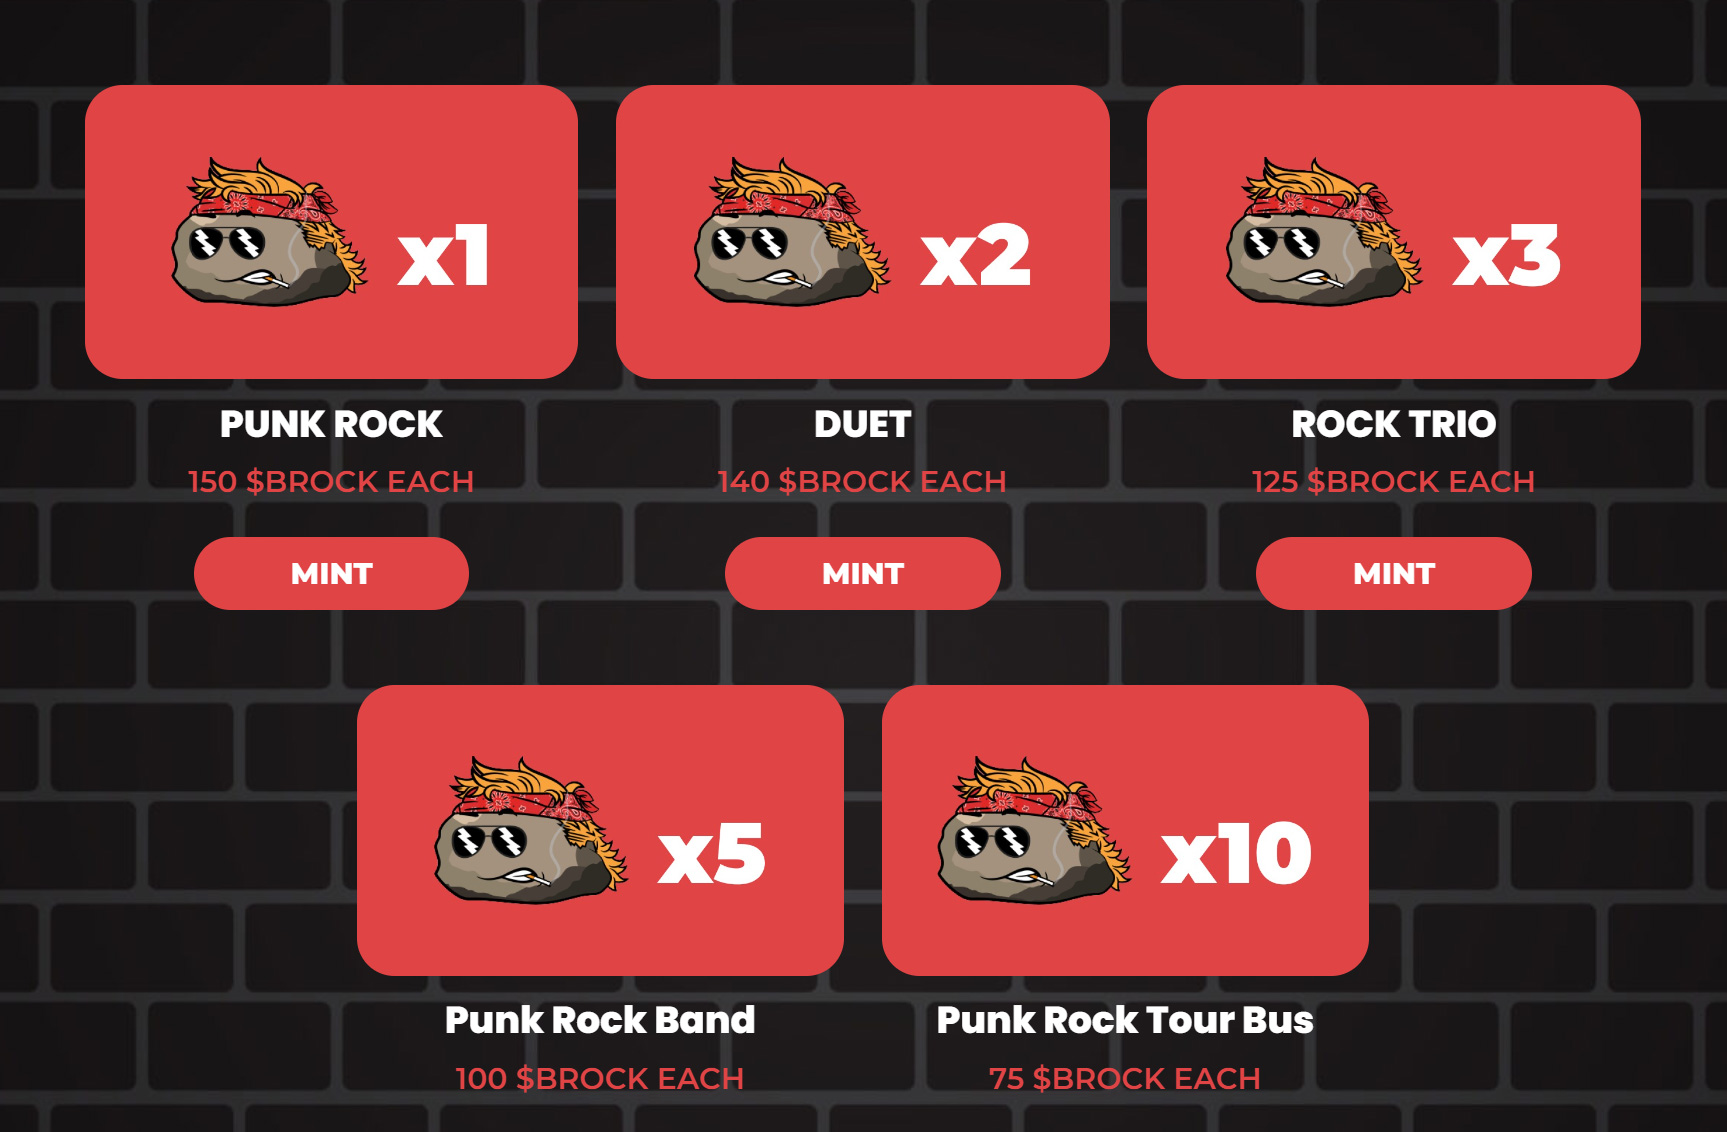 x1
x2
x3
PUNK ROCK
DUET
ROCK TRIO
150 $BROCK EACH
140 $BROCK EACH
125 $BROCK EACH
MINT
MINT
MINT
x5
x10
Punk Rock Band
Punk Rock Tour Bus
100 $BROCK EACH
75 $BROCK EACH